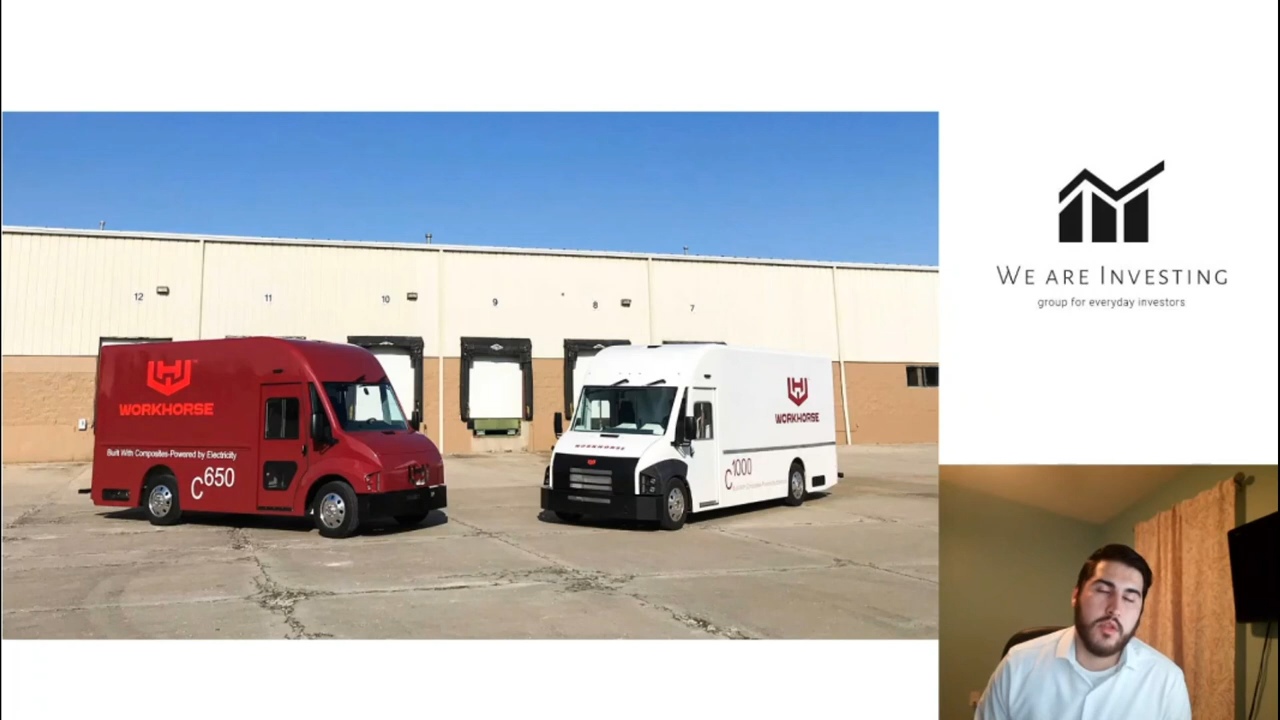 12
11
10
9
8
7
WORKHORSE
Built With Composites-Powered by Electricity
C650
WORKHORSE
WORKHORSE
C1000
WE ARE INVESTING
group for everyday investors